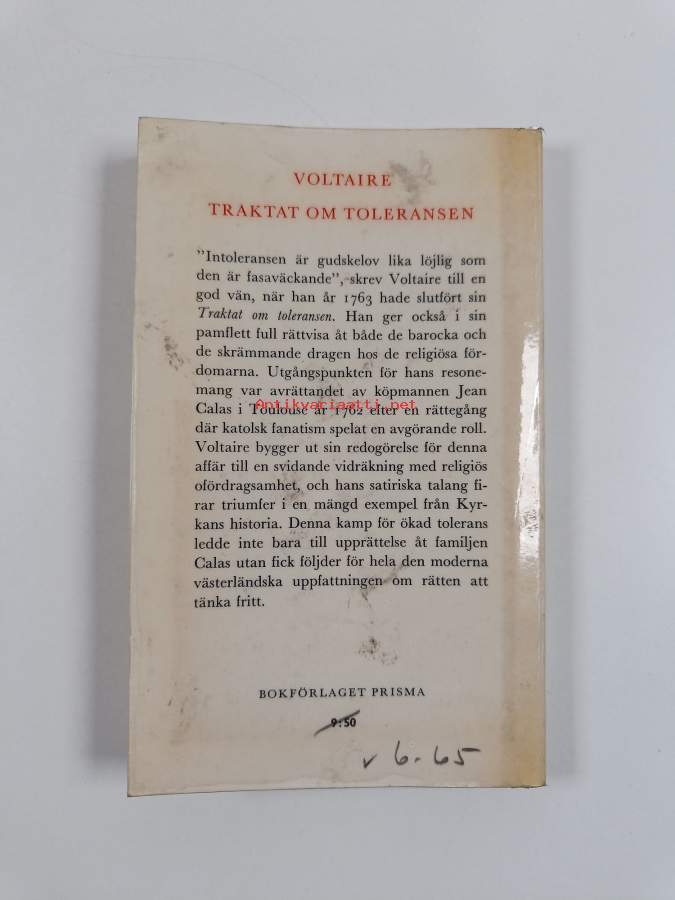 VOLTAIRE
TRAKTAT OM TOLERANSEN
"Intoleransen är gudskelov lika löjlig som
den är fasaväckande", skrev Voltaire till en
god vän, när han år 1763 hade slutfört sin
Traktat om toleransen. Han ger också i sin
pamflett full rättvisa åt både de barocka och
de skrämmande dragen hos de religiösa för-
domarna. Utgångspunkten för hans resone-
mang var avrättandet av köpmannen Jean
Antikvariaatti.net
Calas i Toulouse år 1762 efter en rättegång
där katolsk fanatism spelat en avgörande roll.
Voltaire bygger ut sin redogörelse för denna
affär till en svidande vidräkning med religiös
ofördragsamhet, och hans satiriska talang fi-
rar triumfer i en mängd exempel från Kyr-
kans historia. Denna kamp för ökad tolerans
ledde inte bara till upprättelse åt familjen
Calas utan fick följder för hela den moderna
västerländska uppfattningen om rätten att
tänka fritt.
BOKFÖRLAGET PRISMA
9:50
v 6.65